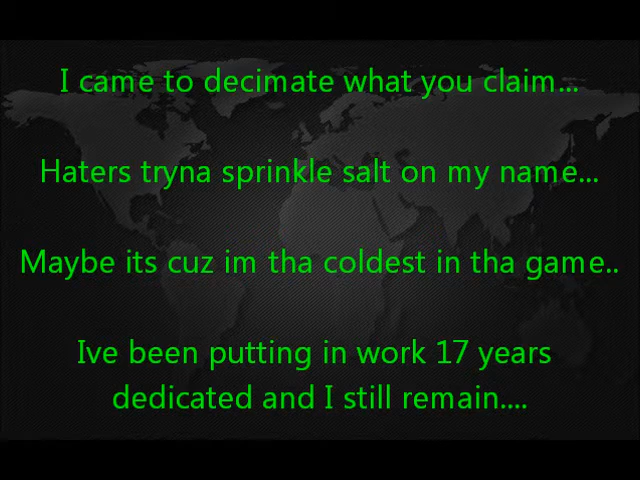 I came to decimate what you claim...
Haters tryna sprinkle salt on my name...
Maybe its cuz im tha coldest in tha game..
Ive been putting in work 17 years
dedicated and I still remain....